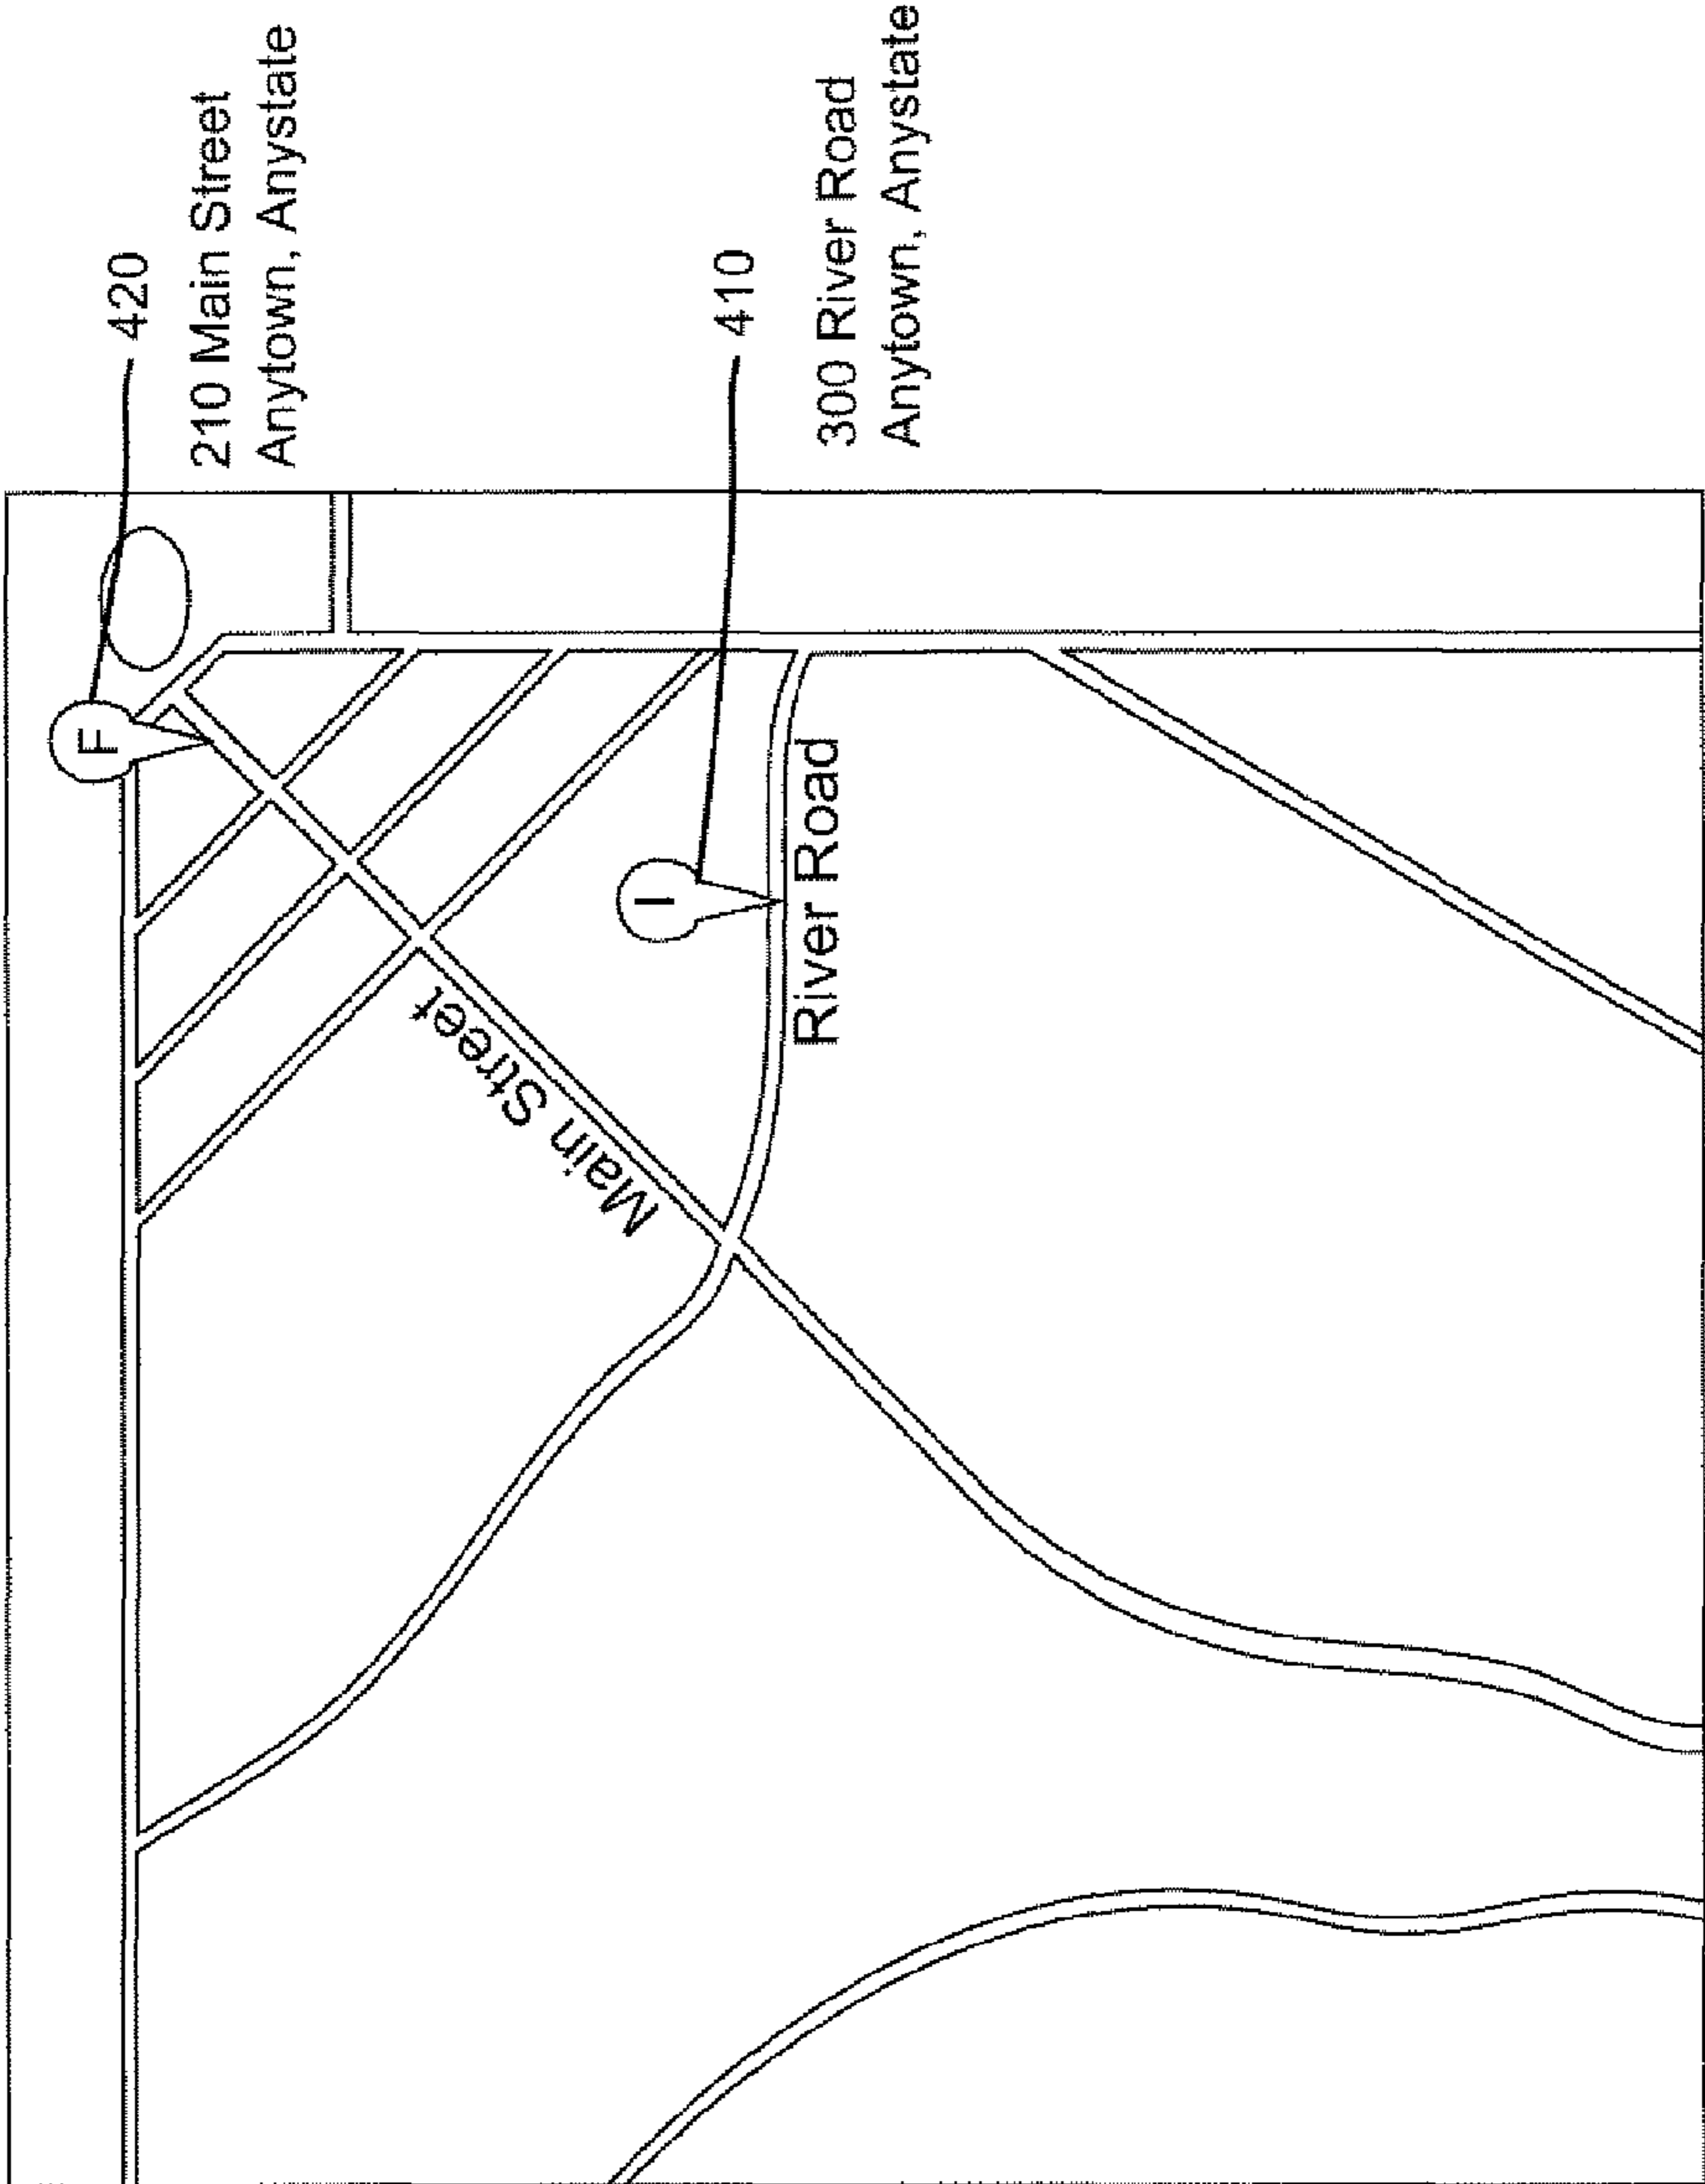 F
420
210 Main Street
Anytown, Anystate
Main Street
I
410
River Road
300 River Road
Anytown, Anystate